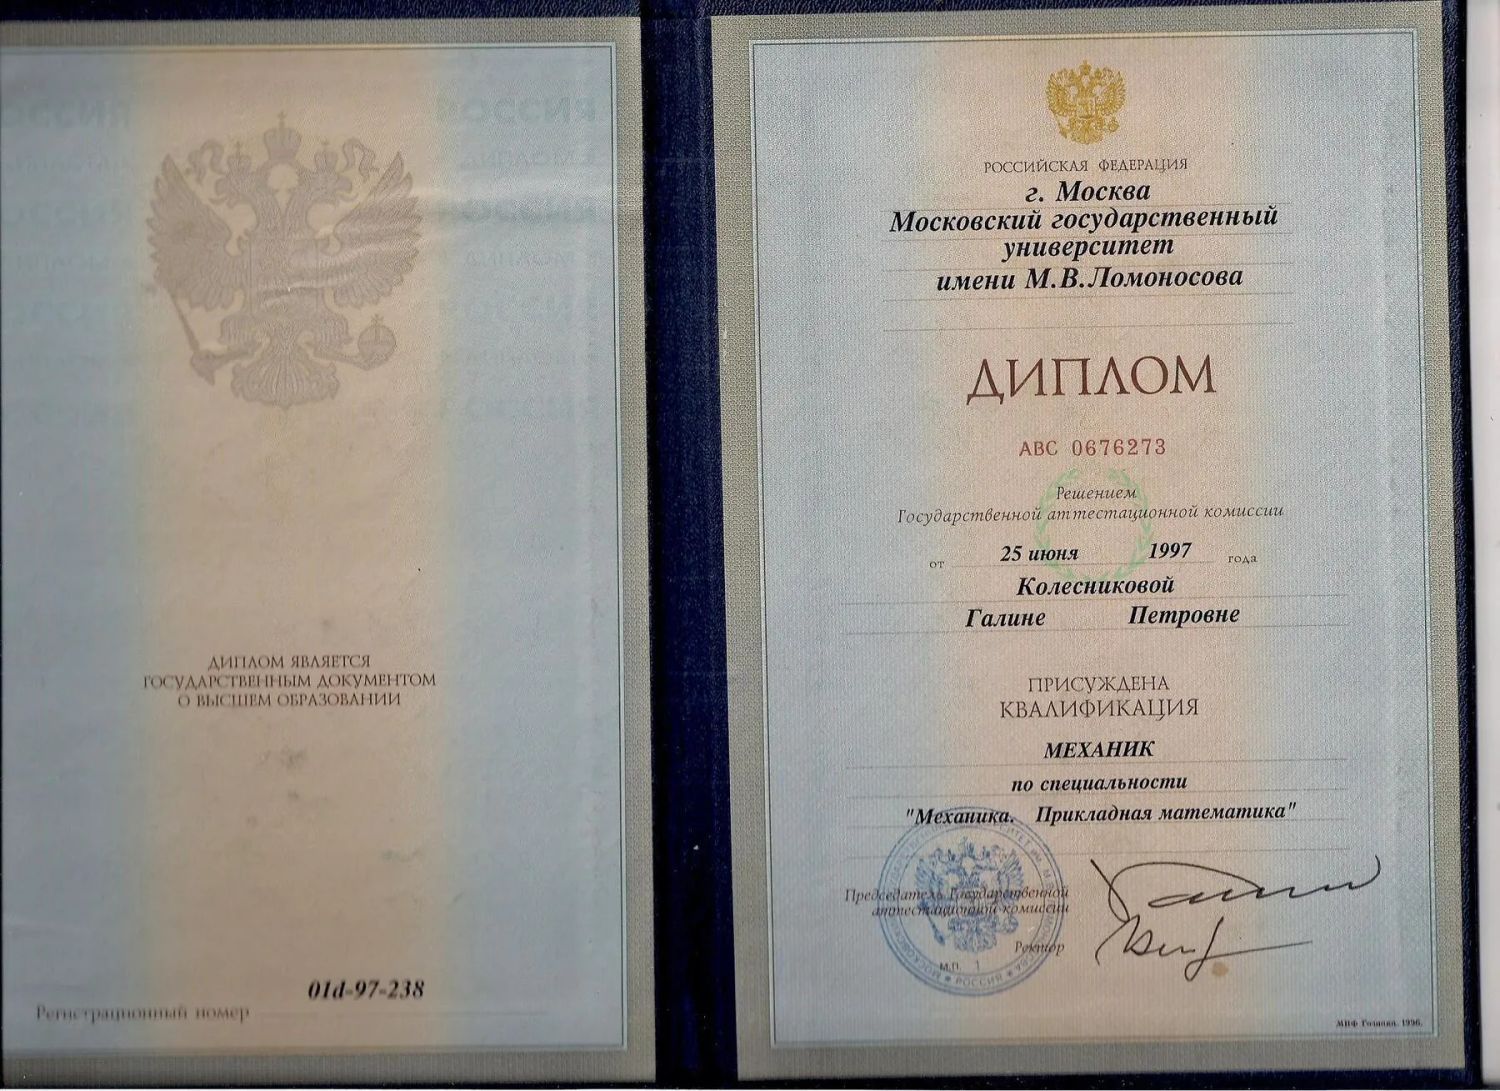 ДИПЛОМ ЯВЛЯЕТСЯ
ГОСУДАРСТВЕННЫМ ДОКУМЕНТОМ
О ВЫСШЕМ ОБРАЗОВАНИИ
01d-97-238
Регистрационный номер
РОССИЙСКАЯ ФЕДЕРАЦИЯ
г. Москва
Московский государственный
университет
имени М.В.Ломоносова
ДИПЛОМ
АВС 0676273
Решением
Государственной аттестационной комиссии
от 25 июня 1997 года
Колесниковой
Галине Петровне
ПРИСУЖДЕНА
КВАЛИФИКАЦИЯ
МЕХАНИК
по специальности
"Механика. Прикладная математика"
Председатель Государственной
аттестационной комиссии
Ректор
М.П. 1
РОССИЯ
МПФ Гознака. 1996.